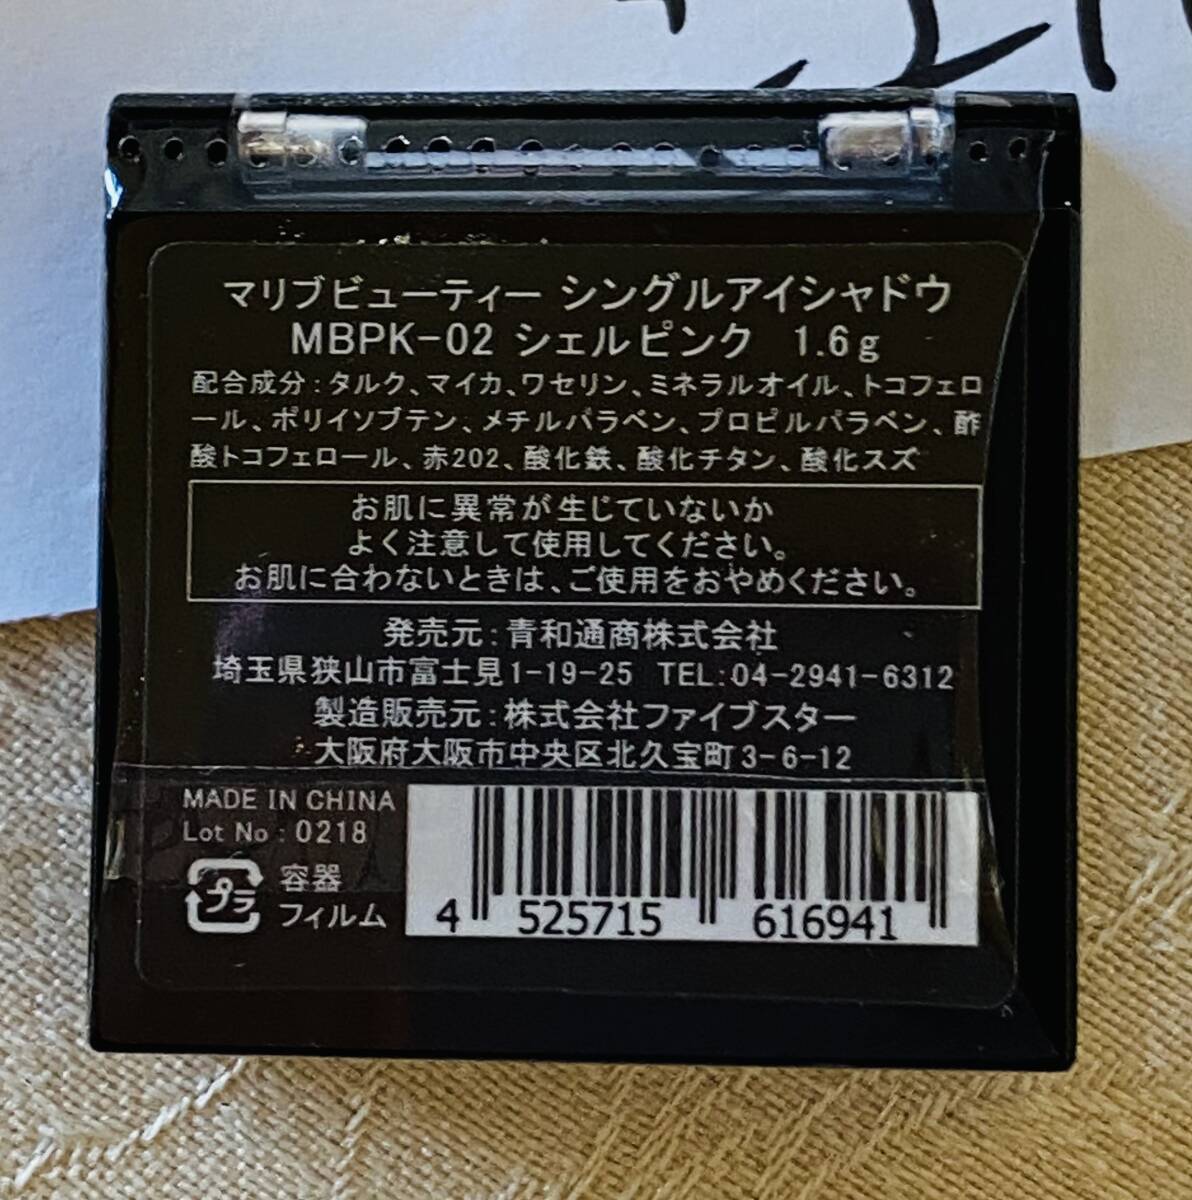 マリブビューティー シングルアイシャドウ
MBPK-02 シェルピンク 1.6g
配合成分:タルク、マイカ、ワセリン、ミネラルオイル、トコフェロ
ール、ポリイソブテン、メチルパラベン、プロピルパラベン、酢
酸トコフェロール、赤202、酸化鉄、酸化チタン、酸化スズ
お肌に異常が生じていないか
よく注意して使用してください。
お肌に合わないときは、ご使用をおやめください。
発売元:青和通商株式会社
埼玉県狭山市富士見1-19-25 TEL:04-2941-6312
製造販売元:株式会社ファイブスター
大阪府大阪市中央区北久宝町3-6-12
MADE IN CHINA
Lot No : 0218
プラ
容器
フィルム
4 525715 616941